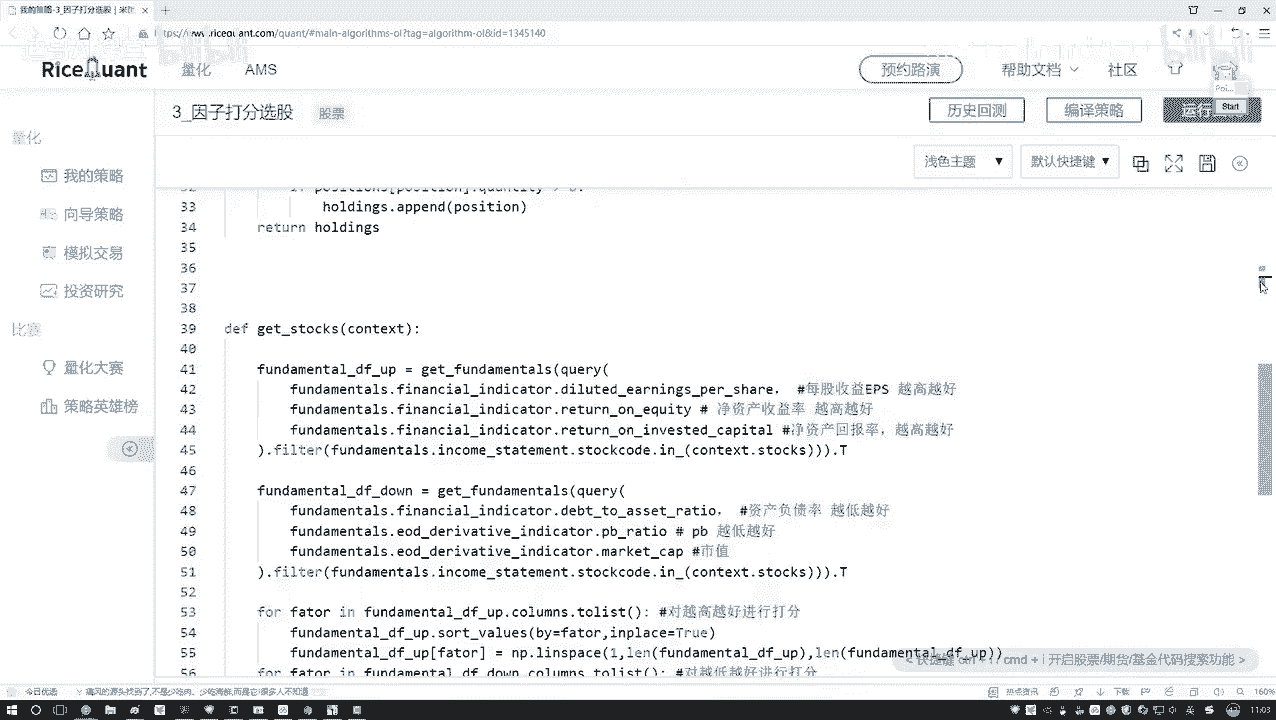 我的策略-3_因子打分选股 | 米
https://www.ricequant.com/quant/#main-algorithms-ol?tag=algorithm-ol&id=1345140
RiceQuant
量化
AMS
预约路演
帮助文档
社区
Poi...
Start
3_因子打分选股
股票
历史回测
编译策略
浅色主题
默认快捷键
量化
我的策略
向导策略
模拟交易
投资研究
比赛
量化大赛
策略英雄榜
33 holdings.append(position)
34 return holdings
35
36
37
38
39 def get_stocks(context):
40
41 fundamental_df_up = get_fundamentals(query(
42 fundamentals.financial_indicator.diluted_earnings_per_share, #每股收益EPS 越高越好
43 fundamentals.financial_indicator.return_on_equity # 净资产收益率 越高越好
44 fundamentals.financial_indicator.return_on_invested_capital #净资产回报率，越高越好
45 ).filter(fundamentals.income_statement.stockcode.in_(context.stocks))).T
46
47 fundamental_df_down = get_fundamentals(query(
48 fundamentals.financial_indicator.debt_to_asset_ratio, #资产负债率 越低越好
49 fundamentals.eod_derivative_indicator.pb_ratio # pb 越低越好
50 fundamentals.eod_derivative_indicator.market_cap #市值
51 ).filter(fundamentals.income_statement.stockcode.in_(context.stocks))).T
52
53 for fator in fundamental_df_up.columns.tolist(): #对越高越好进行打分
54 fundamental_df_up.sort_values(by=fator,inplace=True)
55 fundamental_df_up[fator] = np.linspace(1,len(fundamental_df_up),len(fundamental_df_up))
56 for fator in fundamental_df_down.columns.tolist(): #对越低越好进行打分
开启股票/期货/基金代码搜索功能 >
今日优选
热点资讯
下载
160%
英
11:03